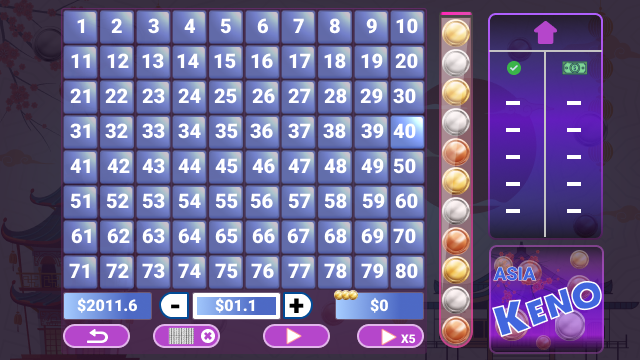 1 2 3 4 5 6 7 8 9 10
11 12 13 14 15 16 17 18 19 20
21 22 23 24 25 26 27 28 29 30
31 32 33 34 35 36 37 38 39 40
41 42 43 44 45 46 47 48 49 50
51 52 53 54 55 56 57 58 59 60
61 62 63 64 65 66 67 68 69 70
71 72 73 74 75 76 77 78 79 80
$2011.6 - $01.1 + $0
X5
ASIA
KENO